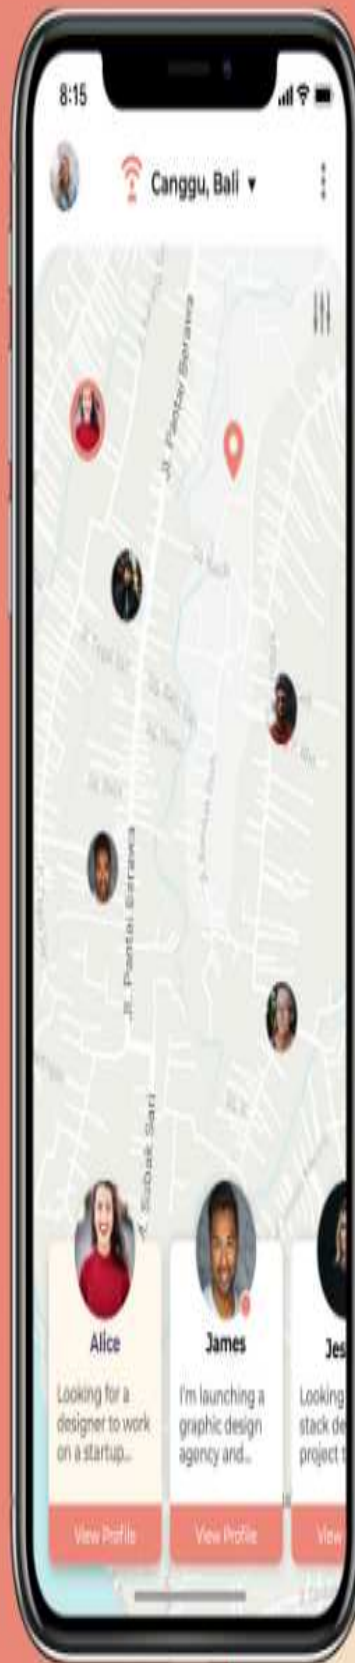 8:15
Canggu, Bali
Jl. Pantai Berawa
Jl. Pantai Berawa
Jl. Subak Sari
Alice
Looking for a
designer to work
on a startup...
View Profile
James
I'm launching a
graphic design
agency and...
View Profile
Jes
Looking
stack de
project t
View